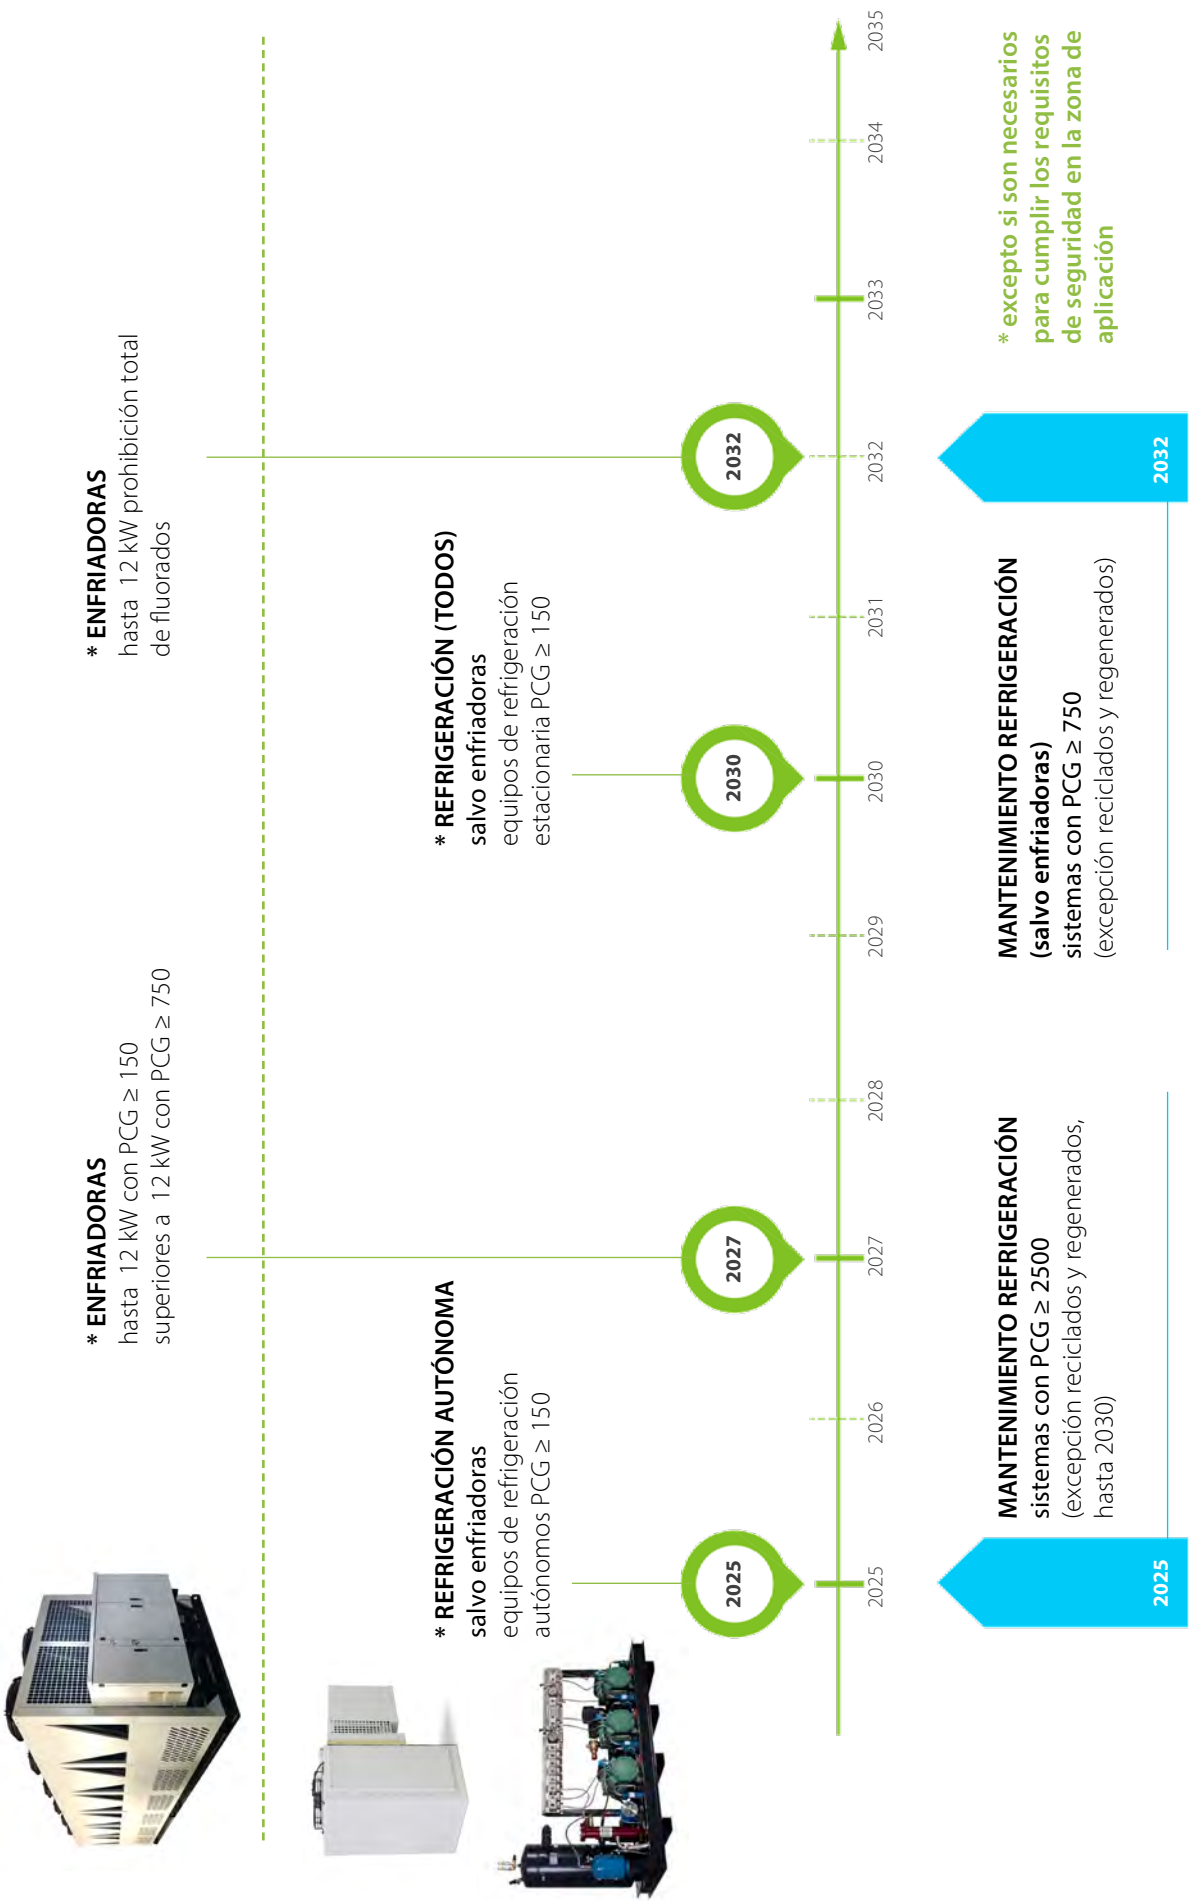 * ENFRIADORAS
hasta 12 kW con PCG ≥ 150
superiores a 12 kW con PCG ≥ 750
* ENFRIADORAS
hasta 12 kW prohibición total
de fluorados
* REFRIGERACIÓN AUTÓNOMA
salvo enfriadoras
equipos de refrigeración
autónomos PCG ≥ 150
* REFRIGERACIÓN (TODOS)
salvo enfriadoras
equipos de refrigeración
estacionaria PCG ≥ 150
2025
2027
2030
2032
2025
2026
2027
2028
2029
2030
2031
2032
2033
2034
2035
MANTENIMIENTO REFRIGERACIÓN
sistemas con PCG ≥ 2500
(excepción reciclados y regenerados,
hasta 2030)
MANTENIMIENTO REFRIGERACIÓN
(salvo enfriadoras)
sistemas con PCG ≥ 750
(excepción reciclados y regenerados)
* excepto si son necesarios
para cumplir los requisitos
de seguridad en la zona de
aplicación
2025
2032